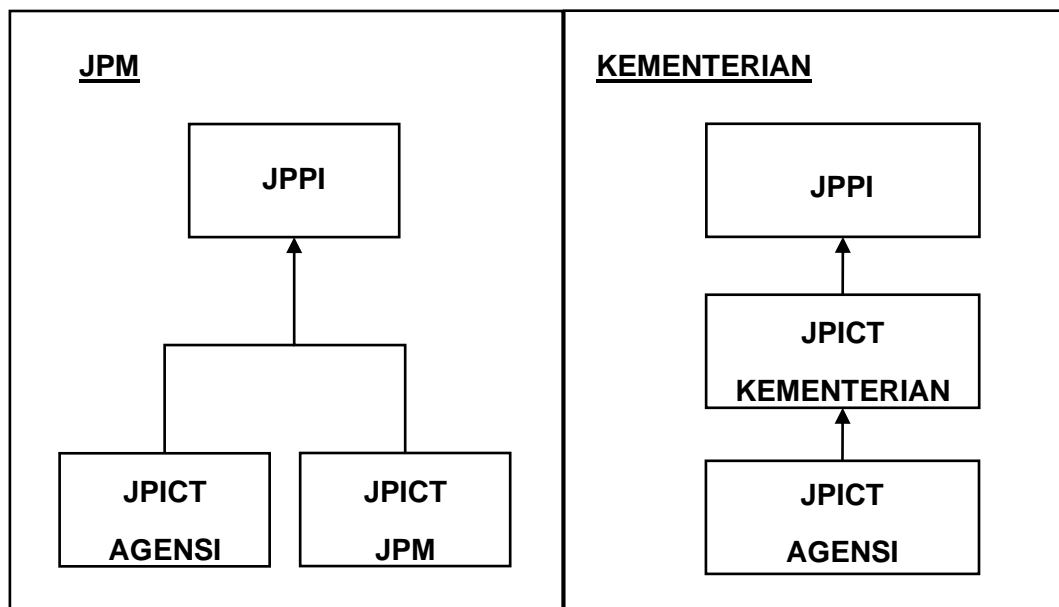 JPM
JPPI
JPICT
AGENSI
JPICT
JPM
KEMENTERIAN
JPPI
JPICT
KEMENTERIAN
JPICT
AGENSI